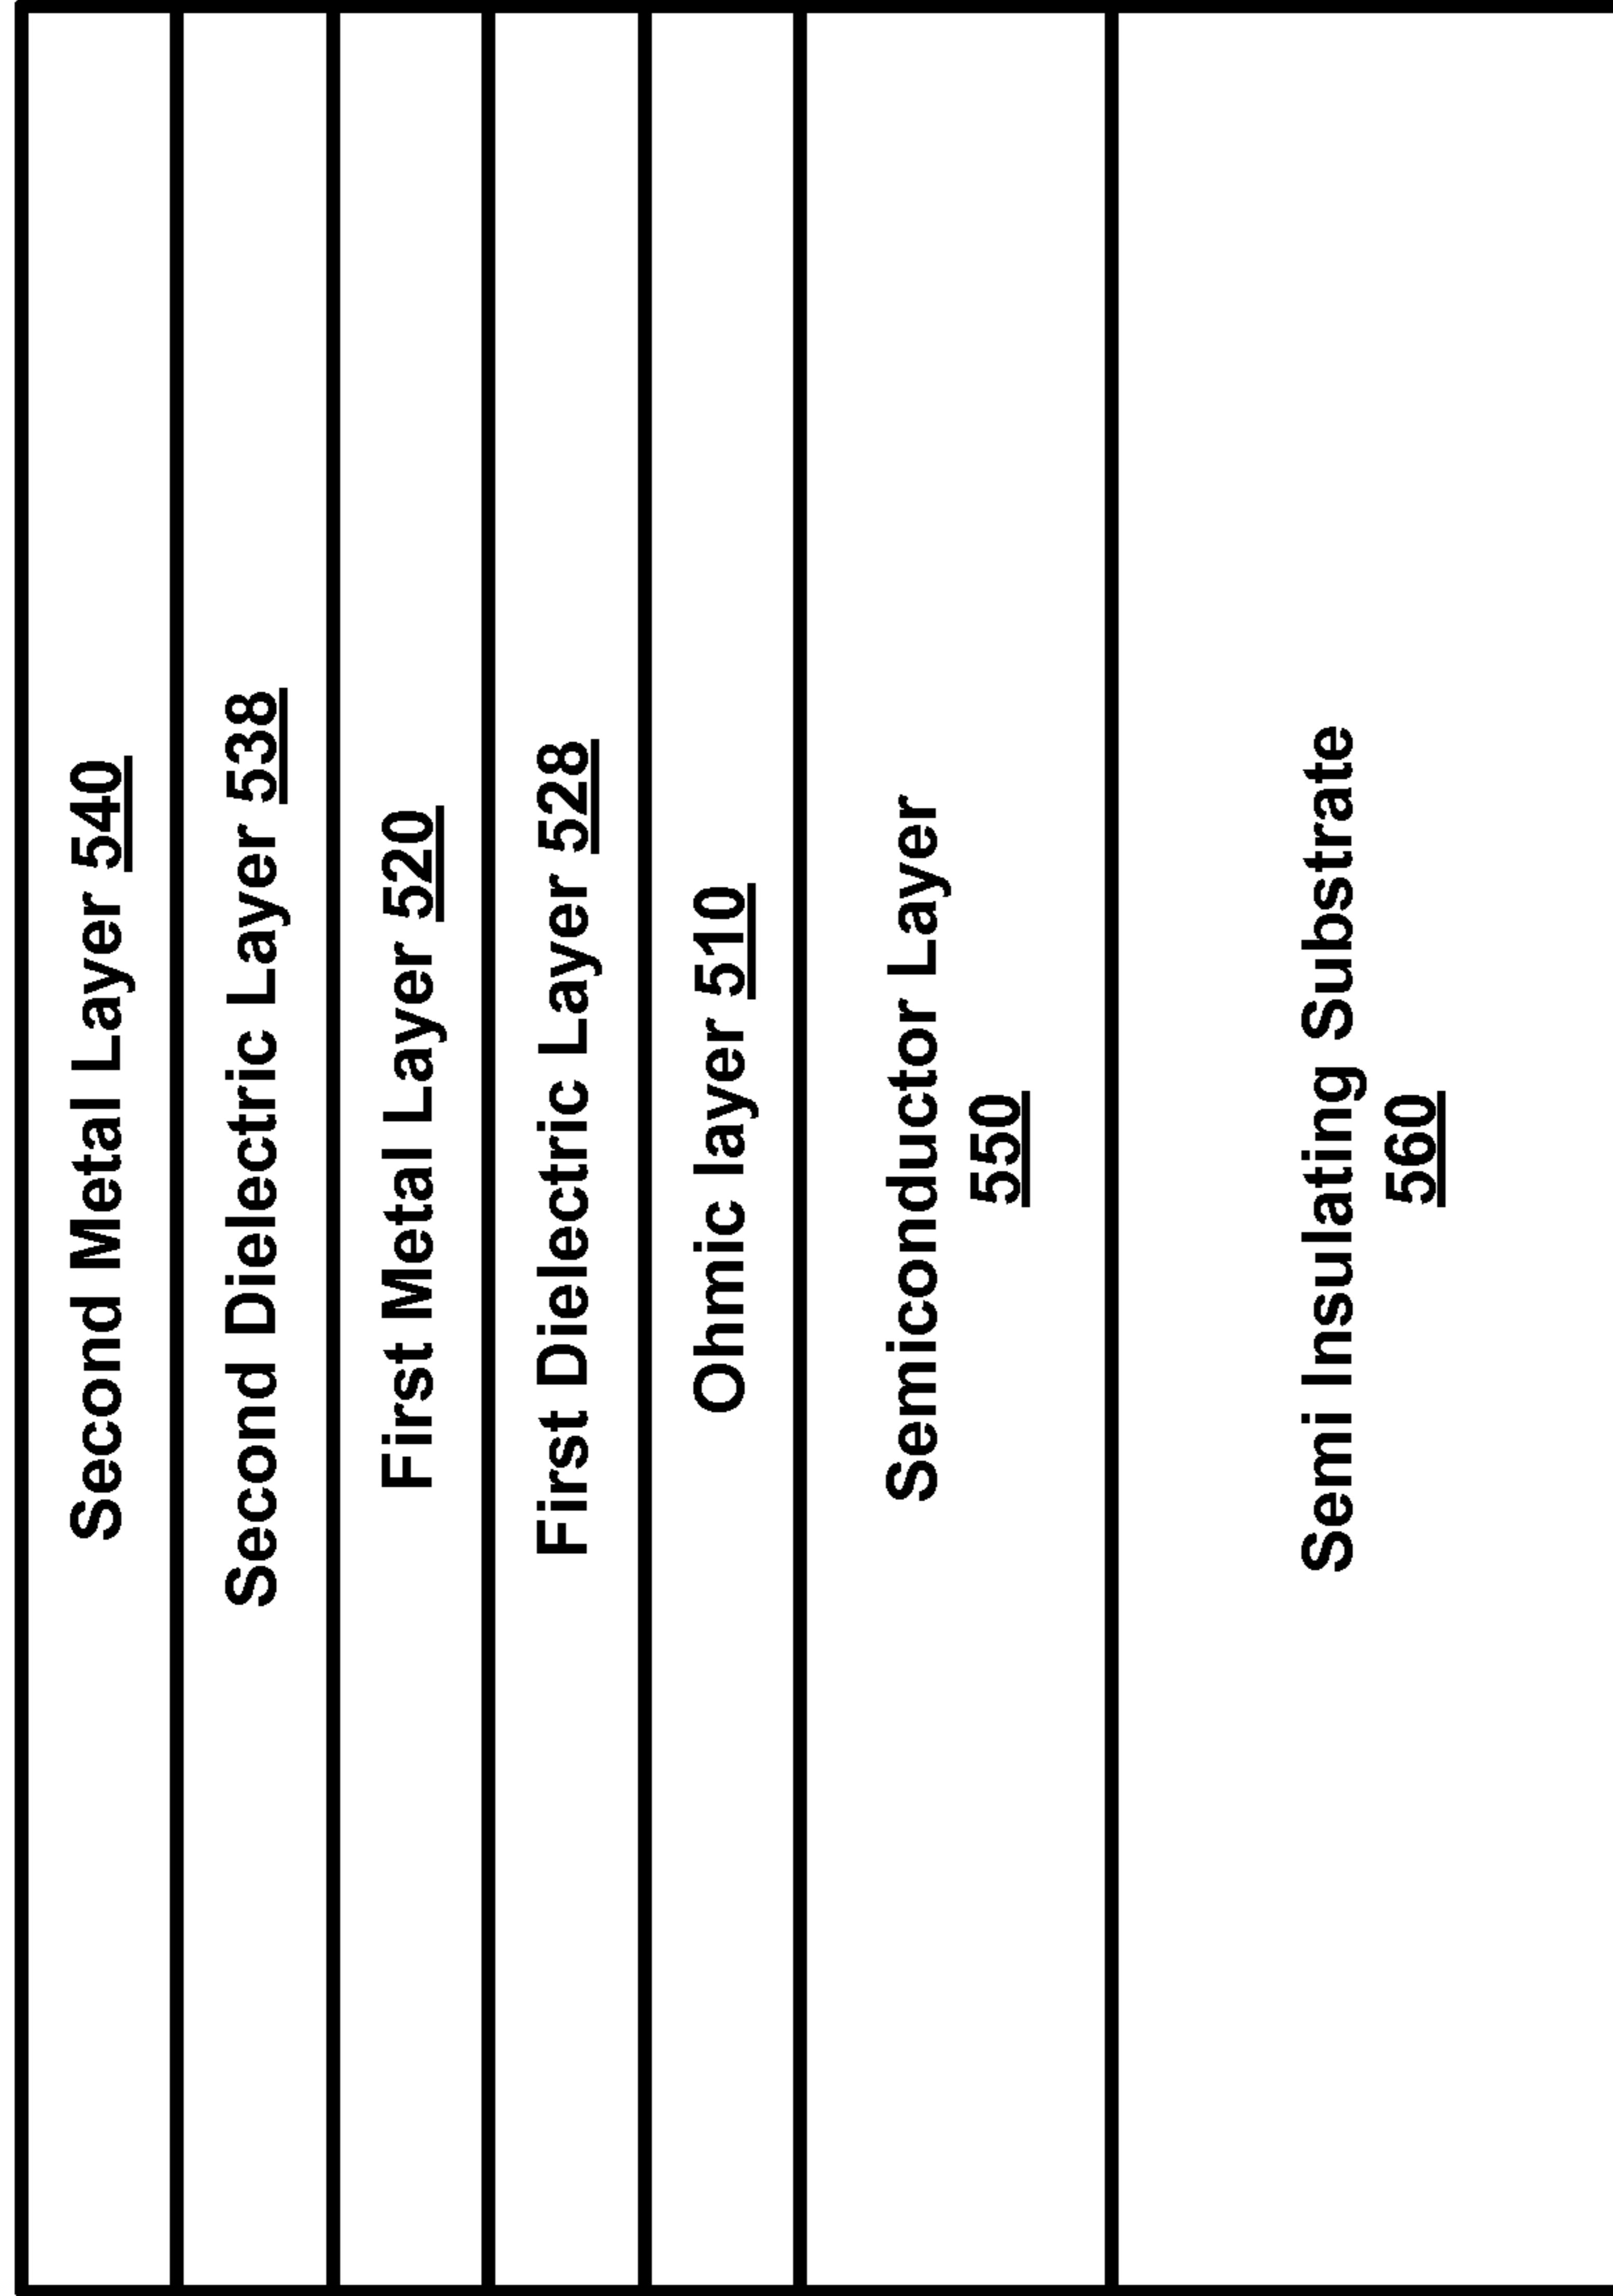 Second Metal Layer 540
Second Dielectric Layer 538
First Metal Layer 520
First Dielectric Layer 528
Ohmic layer 510
Semiconductor Layer
550
Semi Insulating Substrate
560